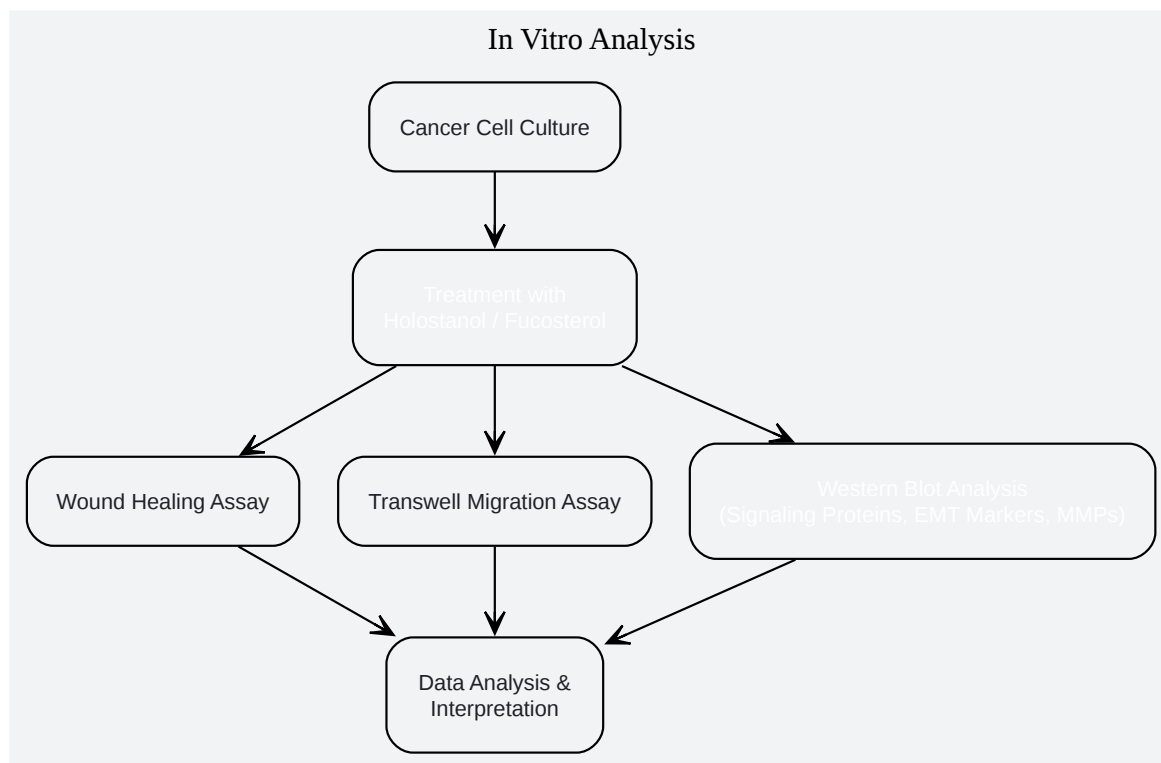 In Vitro Analysis
Cancer Cell Culture
Treatment with
Holostanol / Fucosterol
Wound Healing Assay
Transwell Migration Assay
Western Blot Analysis
(Signaling Proteins, EMT Markers, MMPs)
Data Analysis &
Interpretation